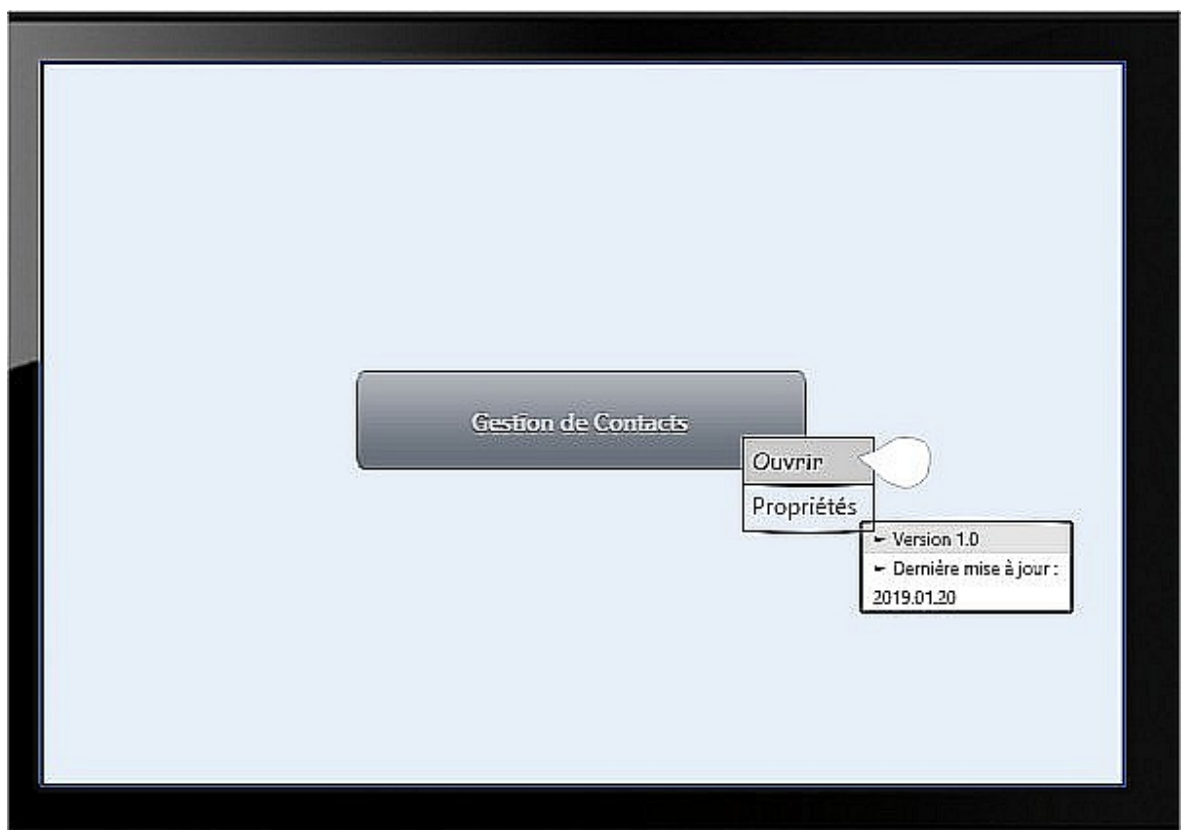 Gestion de Contacts
Ouvrir
Propriétés
► Version 1.0
► Dernière mise à jour :
2019.01.20